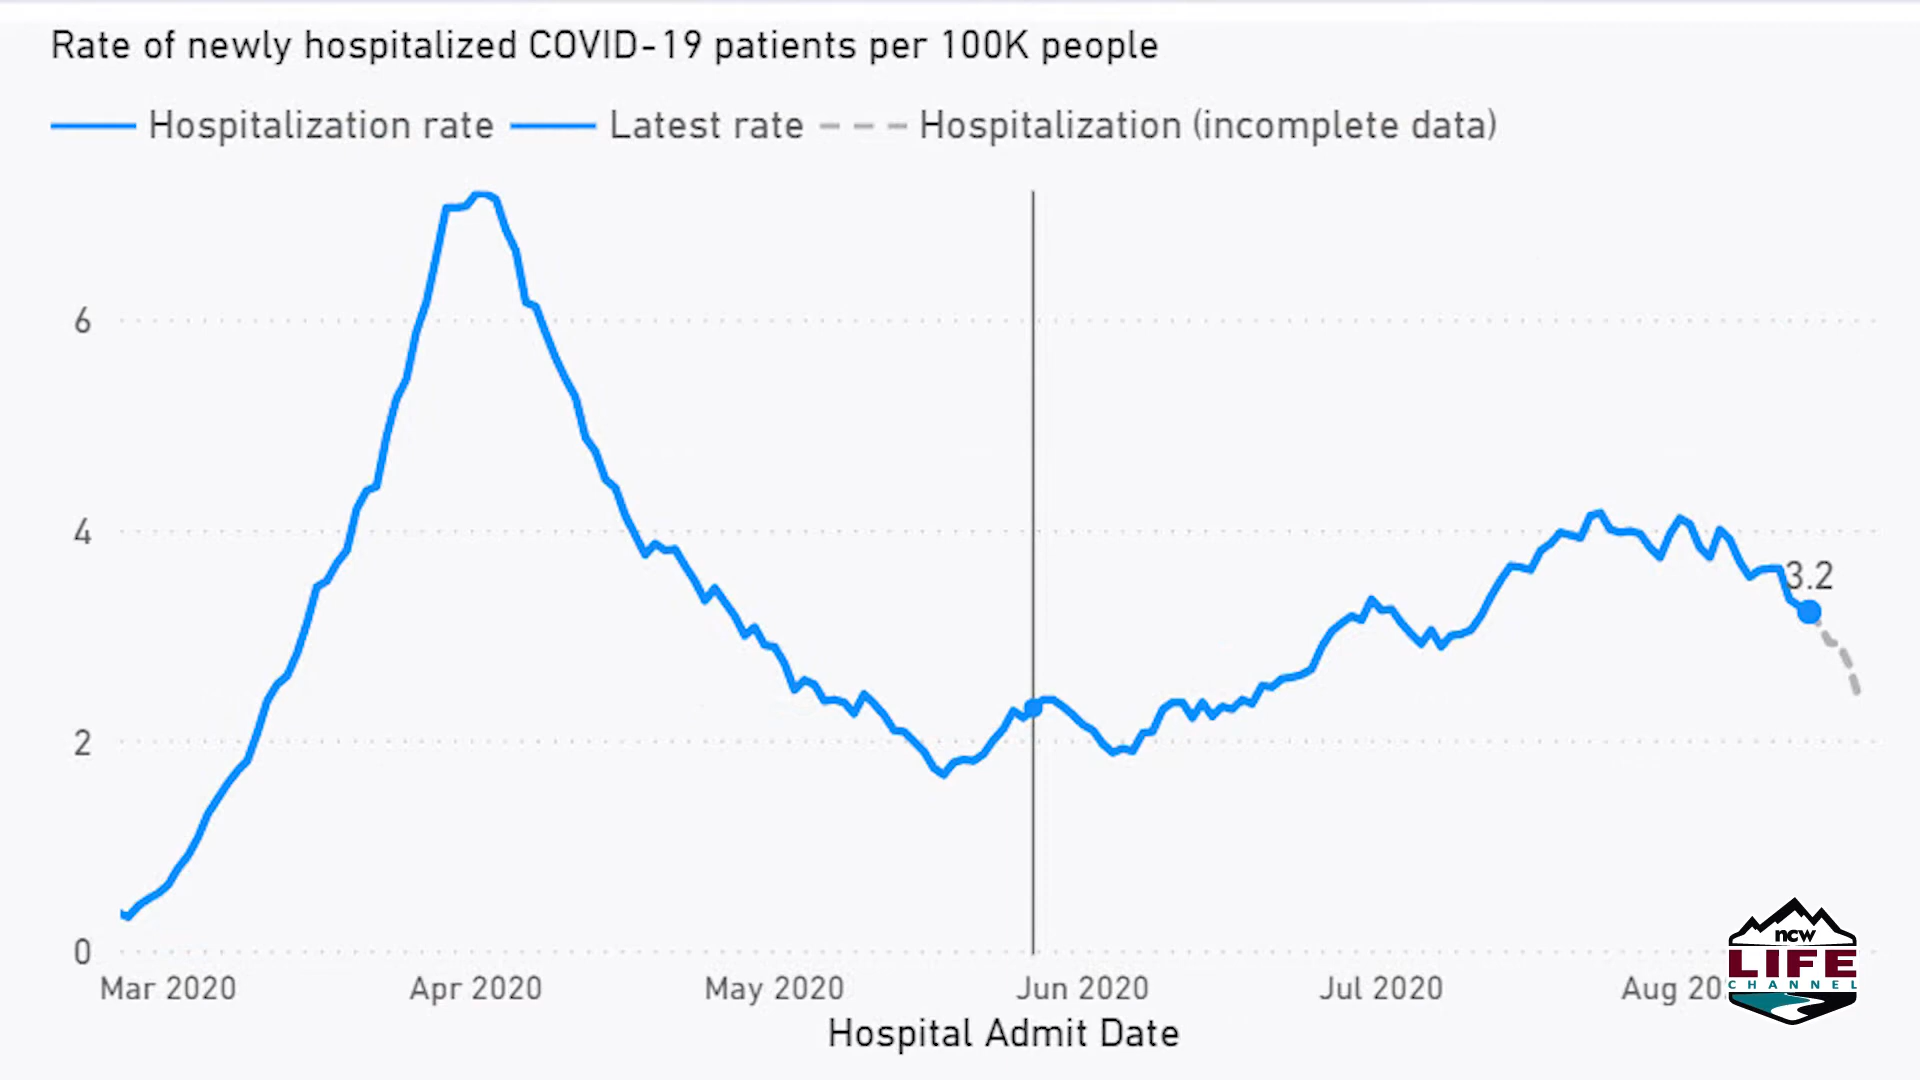 Rate of newly hospitalized COVID-19 patients per 100K people
Hospitalization rate Latest rate Hospitalization (incomplete data)
6
4
3.2
2
0
Mar 2020 Apr 2020 May 2020 Jun 2020 Jul 2020 Aug 20
Hospital Admit Date
ncw
LIFE
CHANNEL